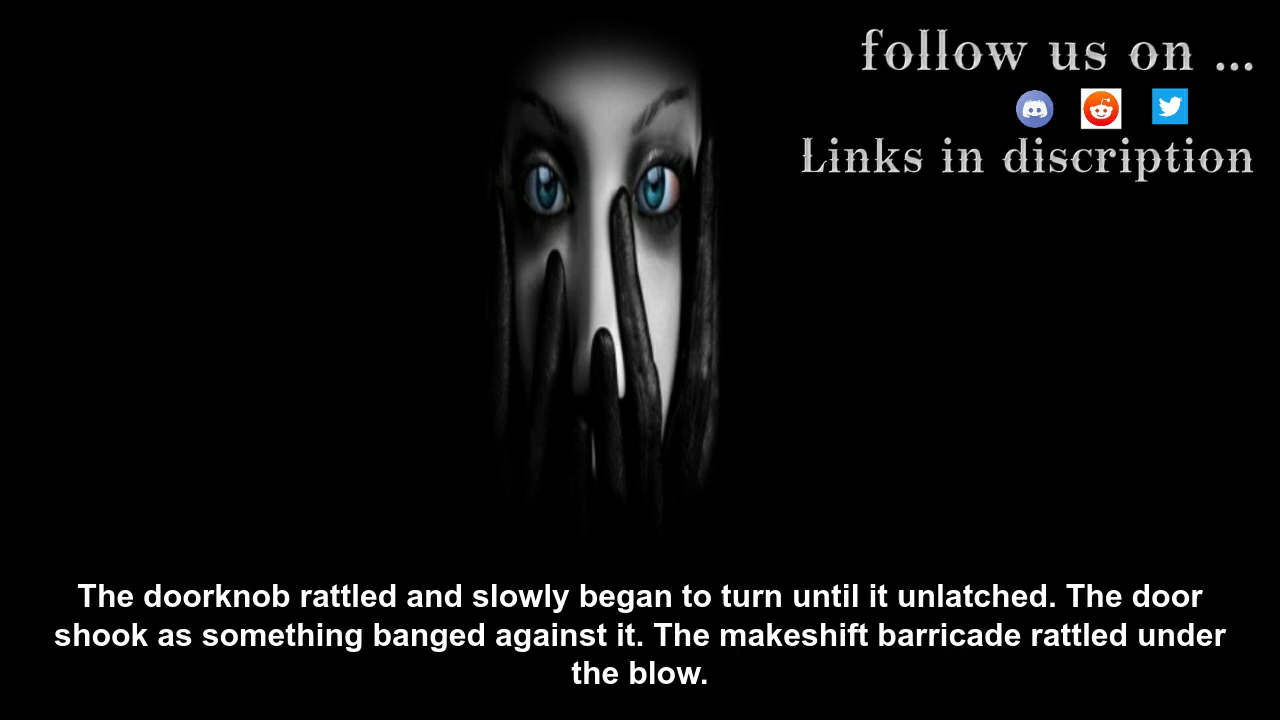 follow us on ...
Links in discription
The doorknob rattled and slowly began to turn until it unlatched. The door
shook as something banged against it. The makeshift barricade rattled under
the blow.